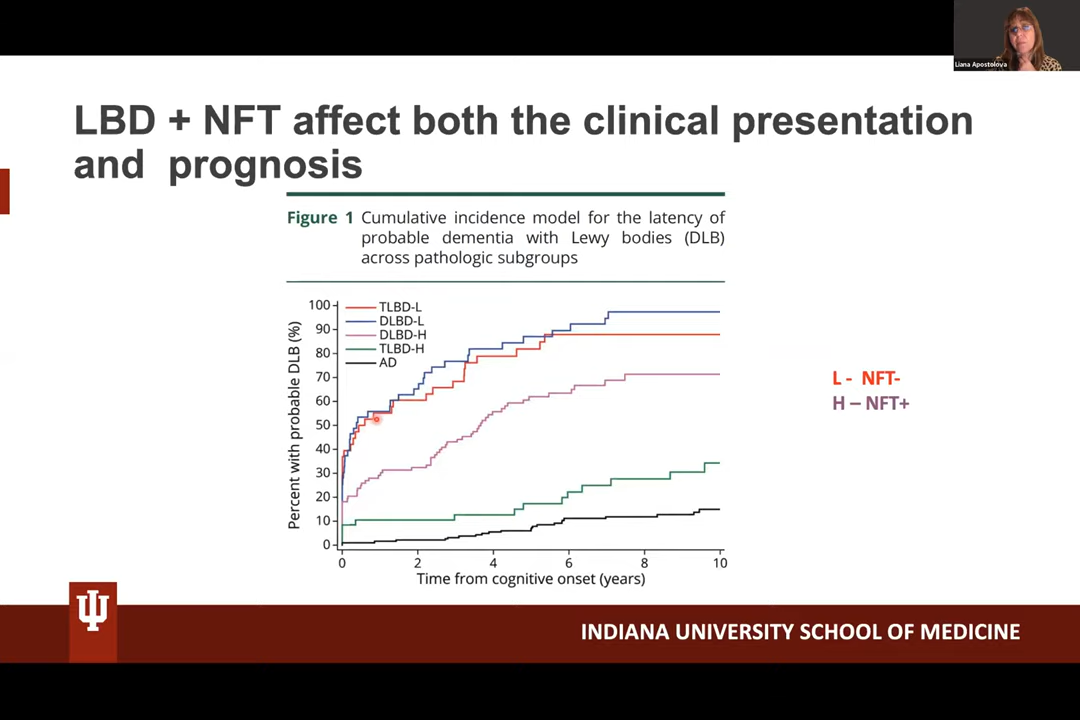 Liana Apostolova
LBD + NFT affect both the clinical presentation
and prognosis
Figure 1 Cumulative incidence model for the latency of
probable dementia with Lewy bodies (DLB)
across pathologic subgroups
Percent with probable DLB (%)
100
90
80
70
60
50
40
30
20
10
0
TLBD-L
DLBD-L
DLBD-H
TLBD-H
AD
0 2 4 6 8 10
Time from cognitive onset (years)
L - NFT-
H – NFT+
INDIANA UNIVERSITY SCHOOL OF MEDICINE